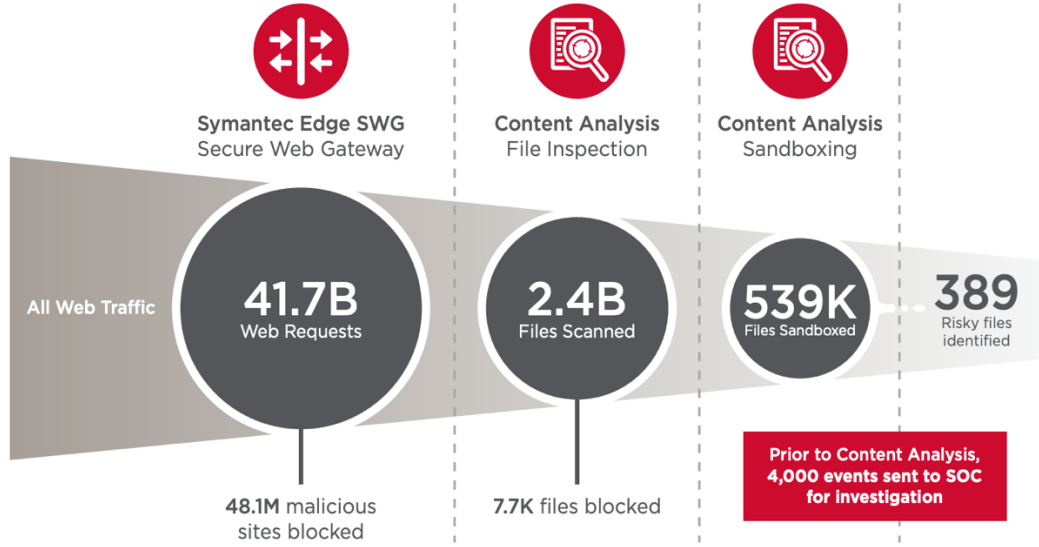 Symantec Edge SWG
Secure Web Gateway
Content Analysis
File Inspection
Content Analysis
Sandboxing
All Web Traffic
41.7B
Web Requests
2.4B
Files Scanned
539K
Files Sandboxed
389
Risky files
identified
48.1M malicious
sites blocked
7.7K files blocked
Prior to Content Analysis,
4,000 events sent to SOC
for investigation